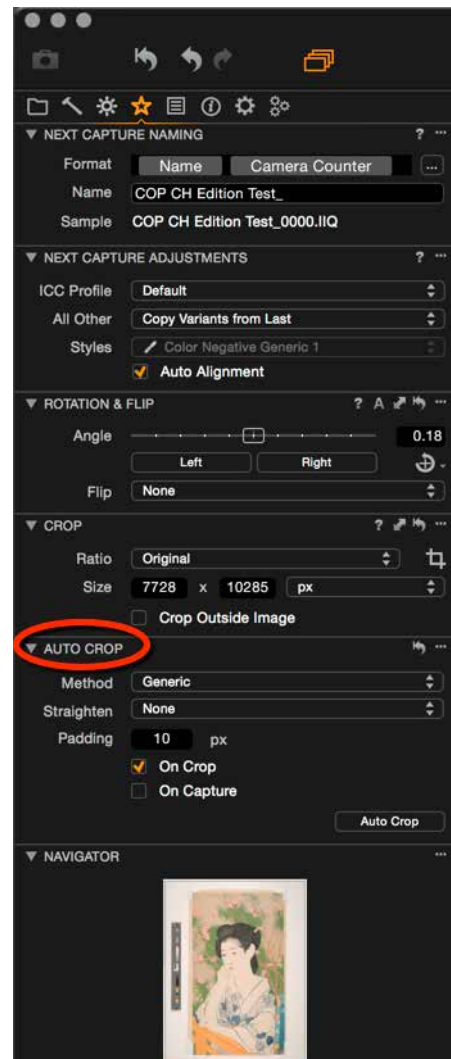 NEXT CAPTURE NAMING ? ...
Format Name Camera Counter ...
Name COP CH Edition Test_
Sample COP CH Edition Test_0000.IIQ
NEXT CAPTURE ADJUSTMENTS ? ...
ICC Profile Default
All Other Copy Variants from Last
Styles Color Negative Generic 1
Auto Alignment
ROTATION & FLIP ? A ...
Angle 0.18
Left Right
Flip None
CROP ? ...
Ratio Original
Size 7728 x 10285 px
Crop Outside Image
AUTO CROP ...
Method Generic
Straighten None
Padding 10 px
On Crop
On Capture
Auto Crop
NAVIGATOR ...